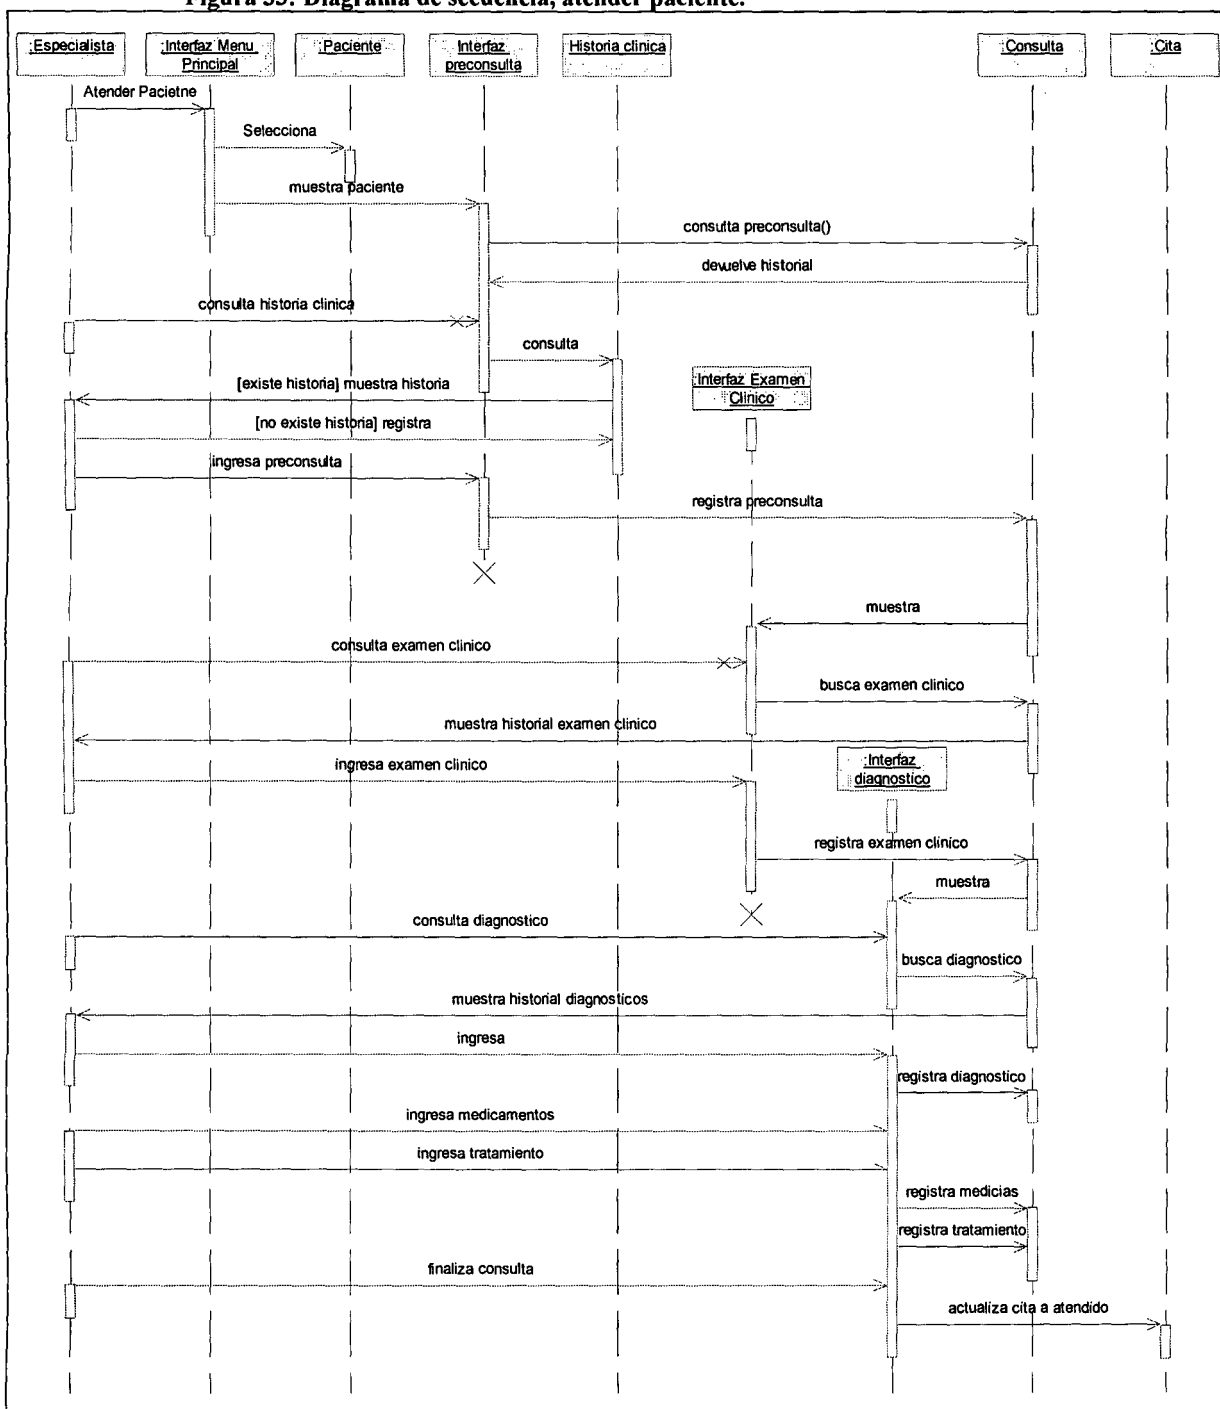 Figura 35: Diagrama de secuencia, atender paciente.
:Especialista
:Interfaz Menu
Principal
:Paciente
Interfaz
preconsulta
Historia clinica
:Consulta
:Cita
Atender Pacietne
Selecciona
muestra paciente
consulta preconsulta()
devuelve historial
consulta historia clinica
consulta
:Interfaz Examen
Clinico
[existe historia] muestra historia
[no existe historia] registra
ingresa preconsulta
registra preconsulta
muestra
consulta examen clinico
busca examen clinico
muestra historial examen clinico
:Interfaz
diagnostico
ingresa examen clinico
registra examen clinico
muestra
consulta diagnostico
busca diagnostico
muestra historial diagnosticos
ingresa
registra diagnostico
ingresa medicamentos
ingresa tratamiento
registra medicias
registra tratamiento
finaliza consulta
actualiza cita a atendido